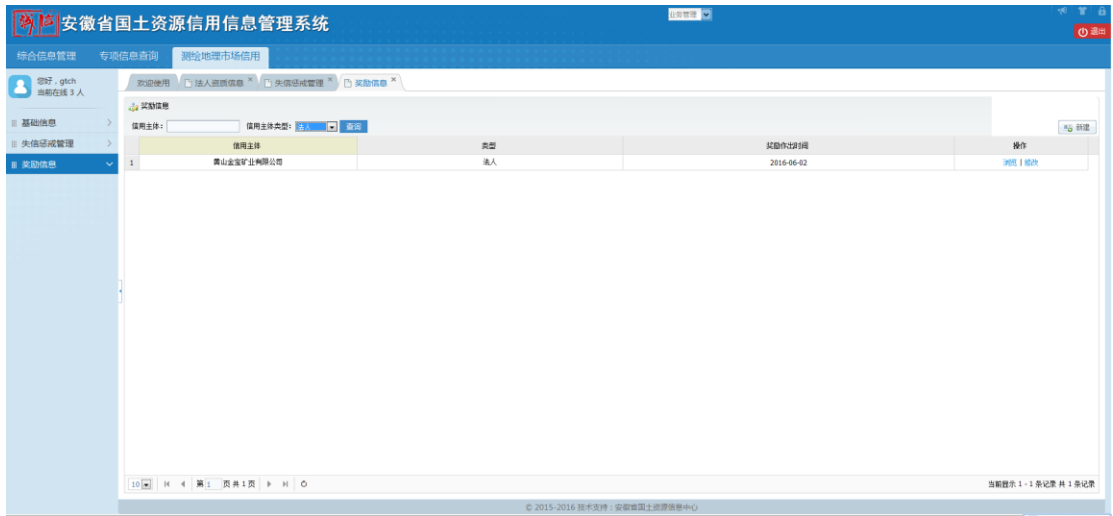 诚信 安徽省国土资源信用信息管理系统
业务管理
退出
综合信息管理 专项信息查询 测绘地理市场信用
您好，gtch
当前在线 3 人
欢迎使用 法人资质信息 × 失信惩戒管理 × 奖励信息 ×
奖励信息
基础信息
信用主体： 信用主体类型： 法人 查询 新建
失信惩戒管理
信用主体 类型 奖励作出时间 操作
奖励信息
1 黄山金宝矿业有限公司 法人 2016-06-02 浏览 | 修改
10 第 1 页共1页 当前显示 1 - 1 条记录 共 1 条记录
© 2015-2016 技术支持：安徽省国土资源信息中心